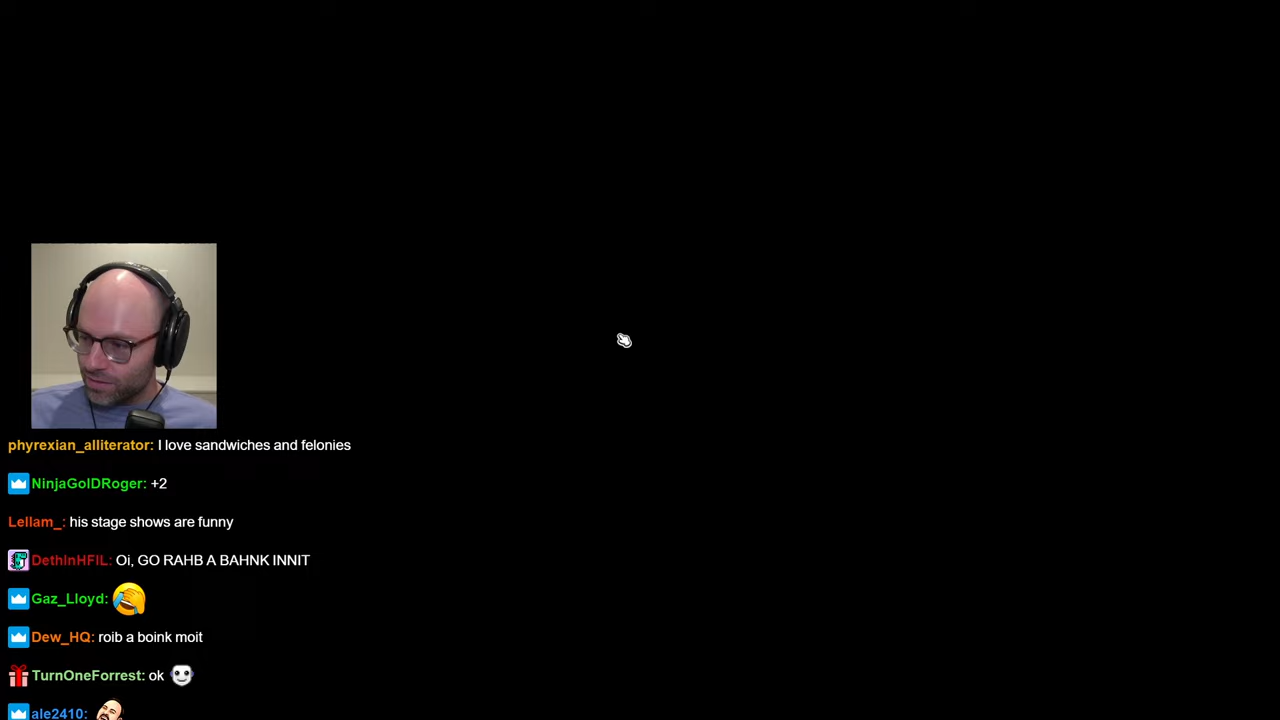 phyrexian_alliterator: I love sandwiches and felonies
NinjaGolDRoger: +2
Lellam_: his stage shows are funny
DethInHFIL: Oi, GO RAHB A BAHNK INNIT
Gaz_Lloyd:
Dew_HQ: roib a boink moit
TurnOneForrest: ok
ale2410: